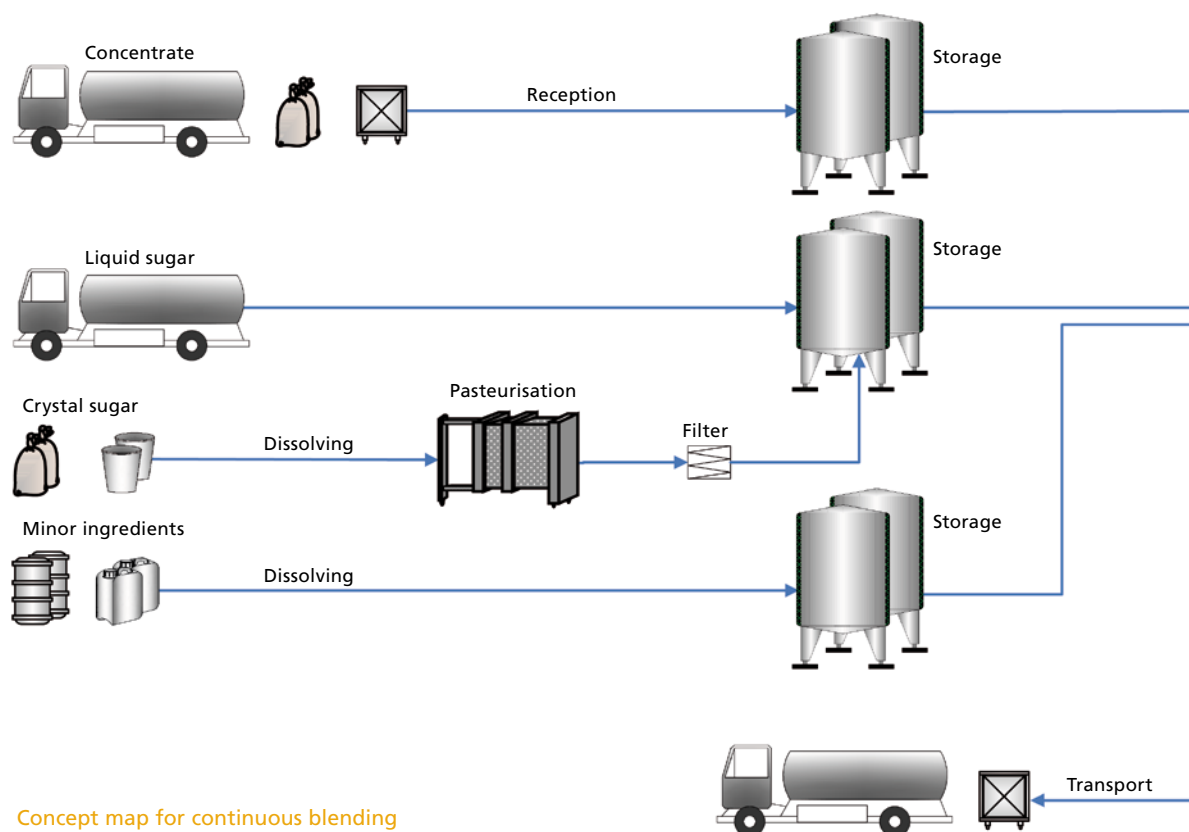 Concentrate
Reception
Storage
Liquid sugar
Storage
Crystal sugar
Dissolving
Pasteurisation
Filter
Minor ingredients
Dissolving
Storage
Transport
Concept map for continuous blending